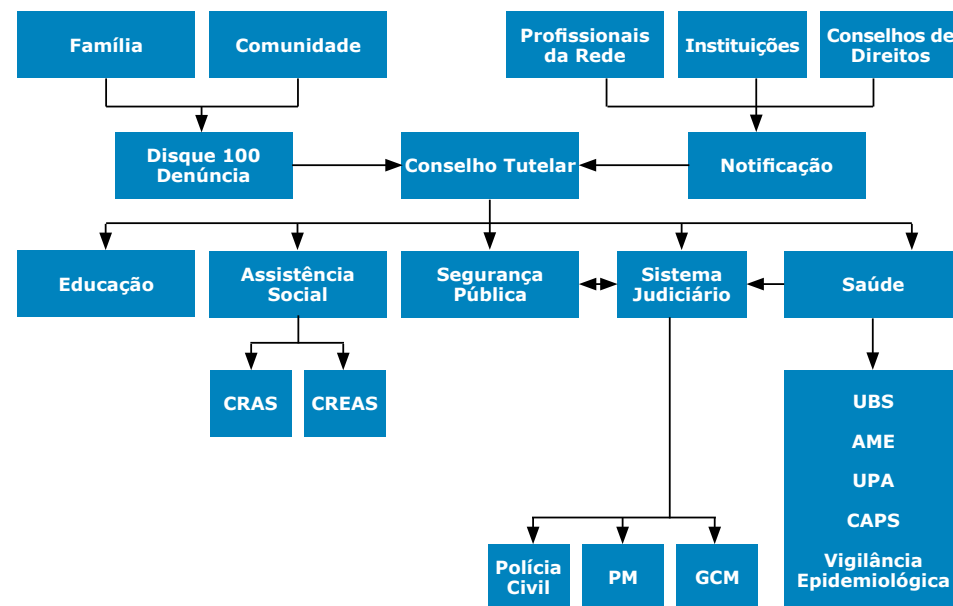 Família
Comunidade
Profissionais
da Rede
Instituições
Conselhos de
Direitos
Disque 100
Denúncia
Conselho Tutelar
Notificação
Educação
Assistência
Social
Segurança
Pública
Sistema
Judiciário
Saúde
CRAS
CREAS
UBS
AME
UPA
CAPS
Vigilância
Epidemiológica
Polícia
Civil
PM
GCM